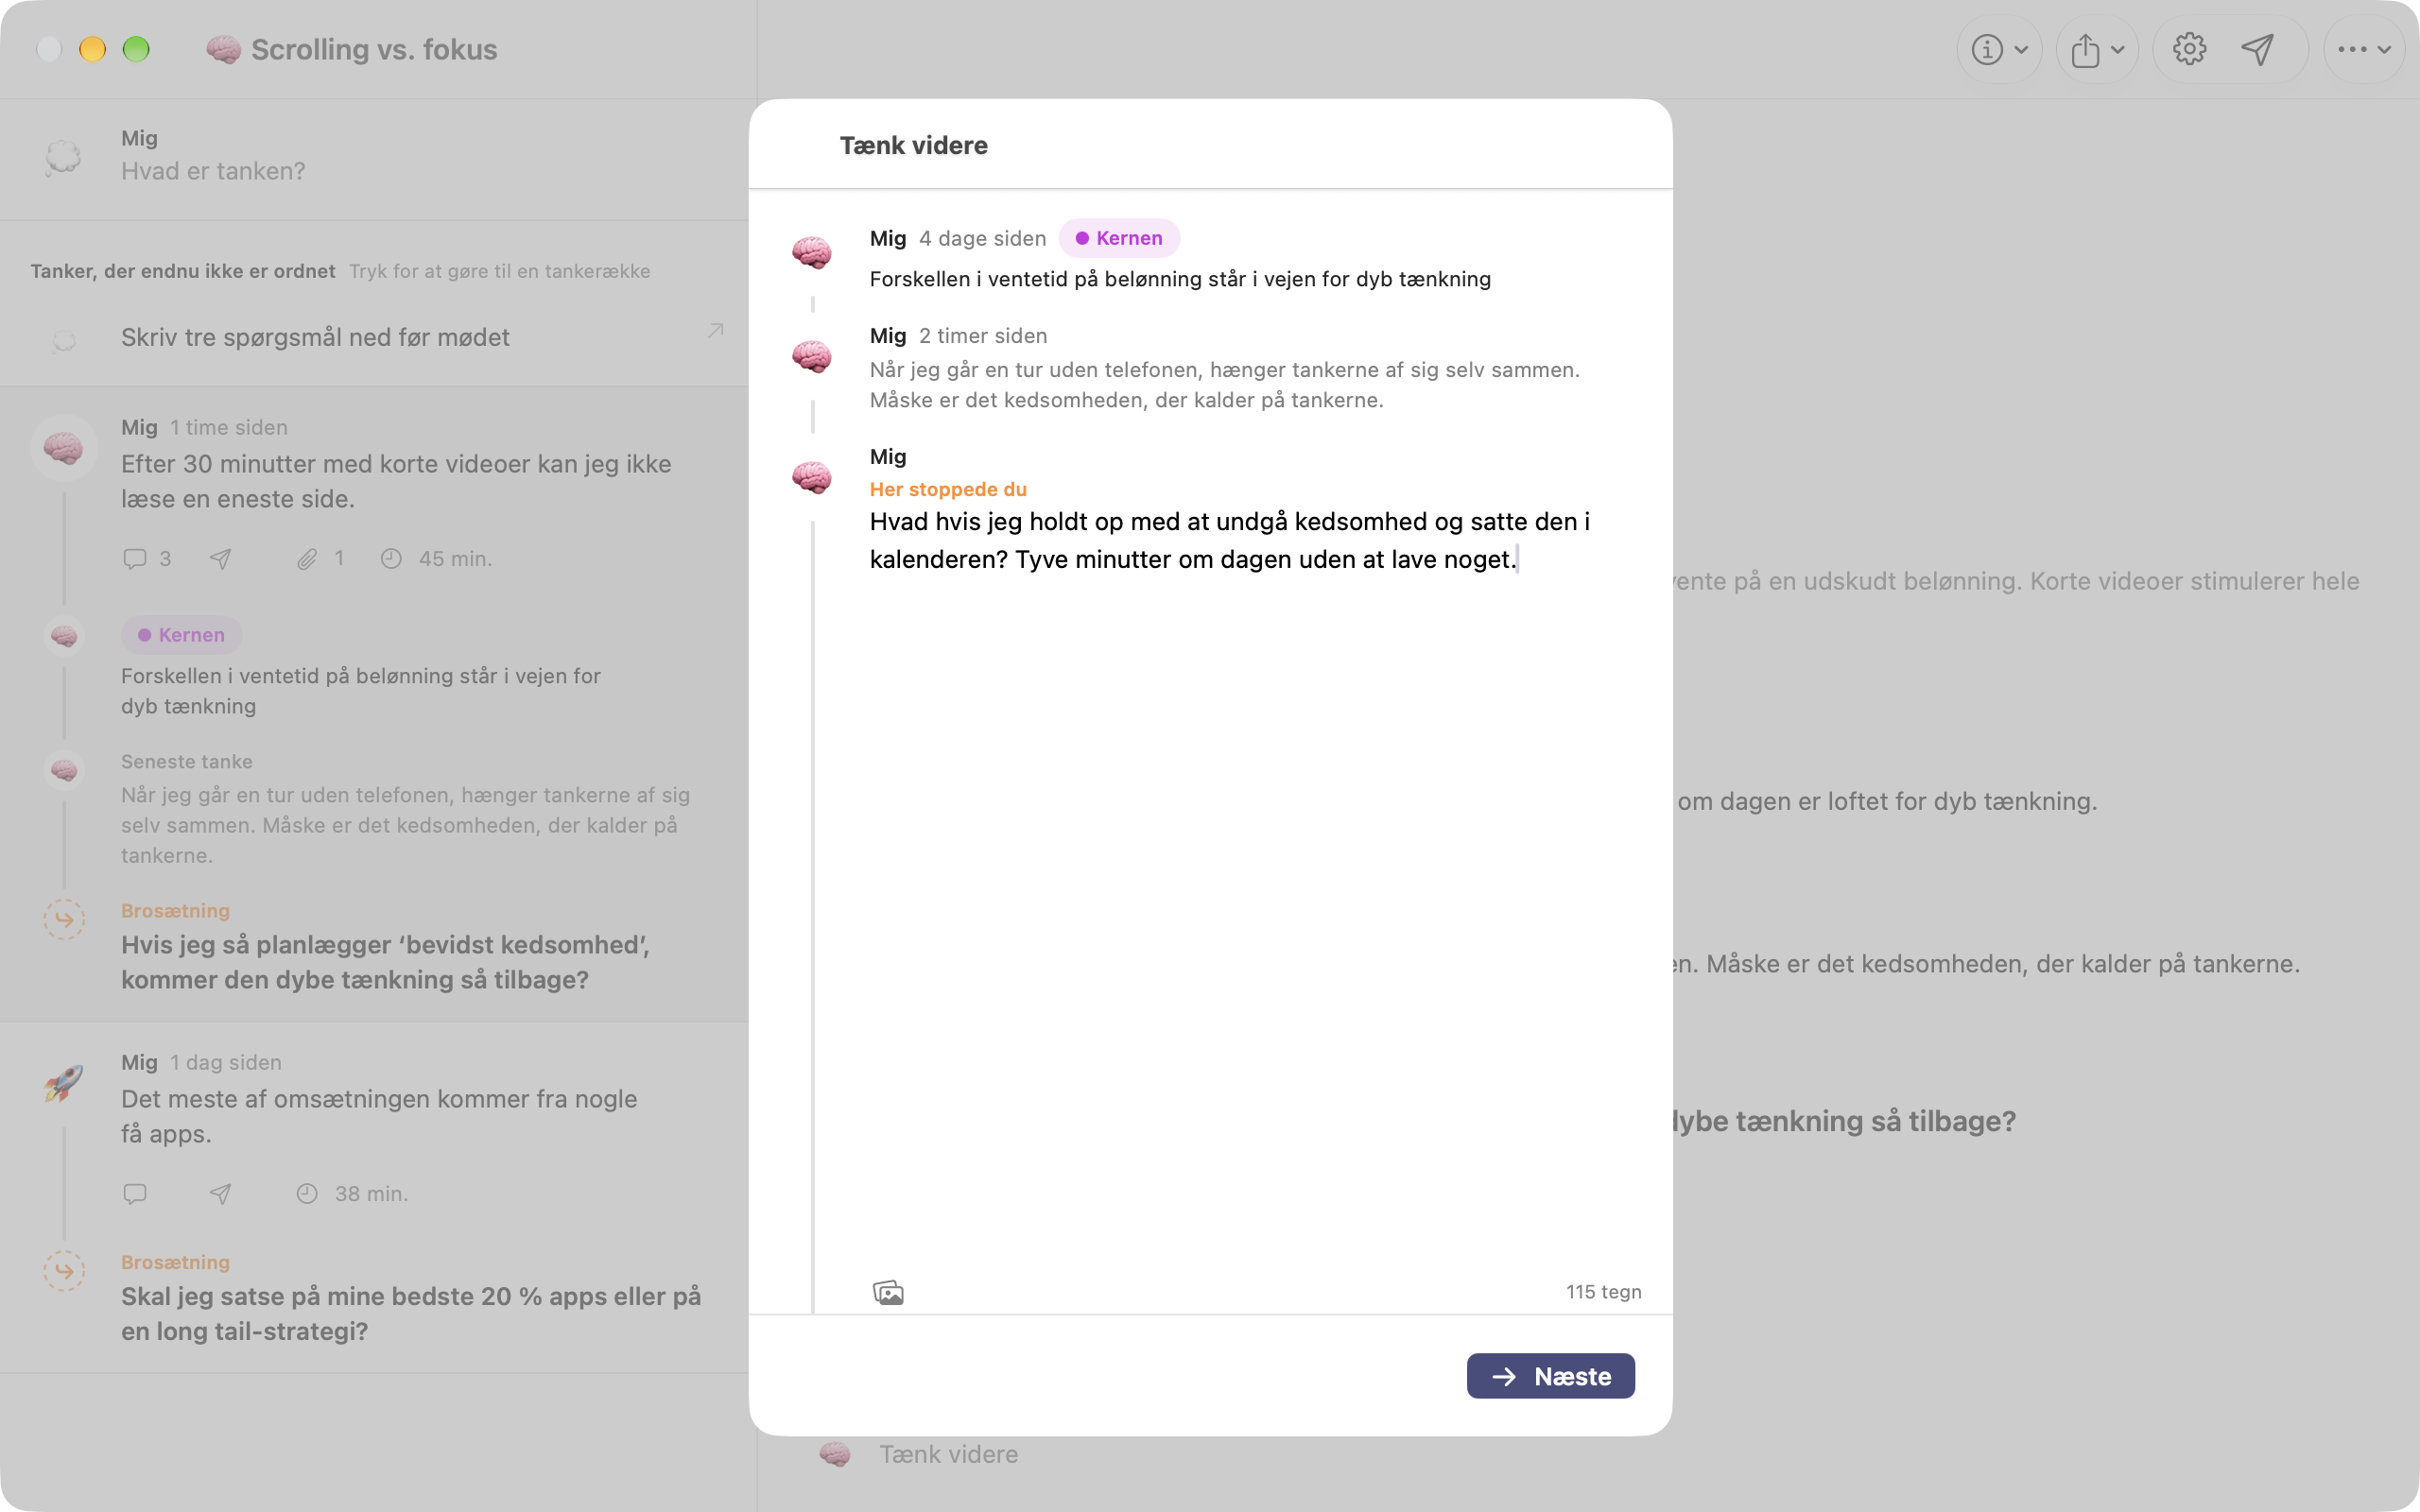 Scrolling vs. fokus
Mig
Hvad er tanken?
Tanker, der endnu ikke er ordnet Tryk for at gøre til en tankerække
Skriv tre spørgsmål ned før mødet
Mig 1 time siden
Efter 30 minutter med korte videoer kan jeg ikke
læse en eneste side.
3 1 45 min.
Kernen
Forskellen i ventetid på belønning står i vejen for
dyb tænkning
Seneste tanke
Når jeg går en tur uden telefonen, hænger tankerne af sig
selv sammen. Måske er det kedsomheden, der kalder på
tankerne.
Brosætning
Hvis jeg så planlægger ‘bevidst kedsomhed’,
kommer den dybe tænkning så tilbage?
Mig 1 dag siden
Det meste af omsætningen kommer fra nogle
få apps.
38 min.
Brosætning
Skal jeg satse på mine bedste 20 % apps eller på
en long tail-strategi?
Tænk videre
Mig 4 dage siden Kernen
Forskellen i ventetid på belønning står i vejen for dyb tænkning
Mig 2 timer siden
Når jeg går en tur uden telefonen, hænger tankerne af sig selv sammen.
Måske er det kedsomheden, der kalder på tankerne.
Mig
Her stoppede du
Hvad hvis jeg holdt op med at undgå kedsomhed og satte den i
kalenderen? Tyve minutter om dagen uden at lave noget.
115 tegn
Næste
vente på en udskudt belønning. Korte videoer stimulerer hele
om dagen er loftet for dyb tænkning.
en. Måske er det kedsomheden, der kalder på tankerne.
dybe tænkning så tilbage?
Tænk videre